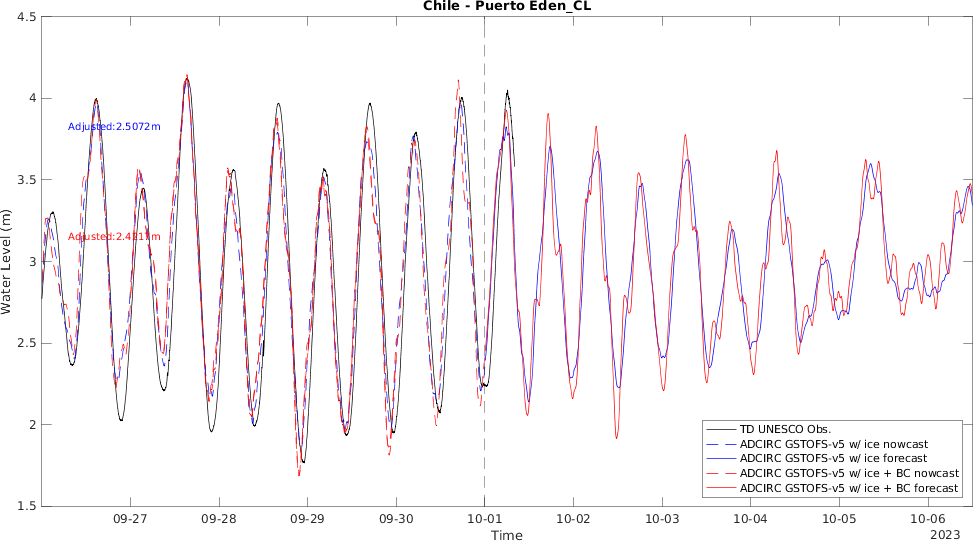 Chile - Puerto Eden_CL
4.5
4
3.5
3
2.5
2
1.5
Water Level (m)
Adjusted:2.5072m
TD UNESCO Obs.
ADCIRC GSTOFS-v5 w/ ice nowcast
ADCIRC GSTOFS-v5 w/ ice forecast
ADCIRC GSTOFS-v5 w/ ice + BC nowcast
ADCIRC GSTOFS-v5 w/ ice + BC forecast
09-27
09-28
09-29
09-30
10-01
10-02
10-03
10-04
10-05
10-06
Time
2023